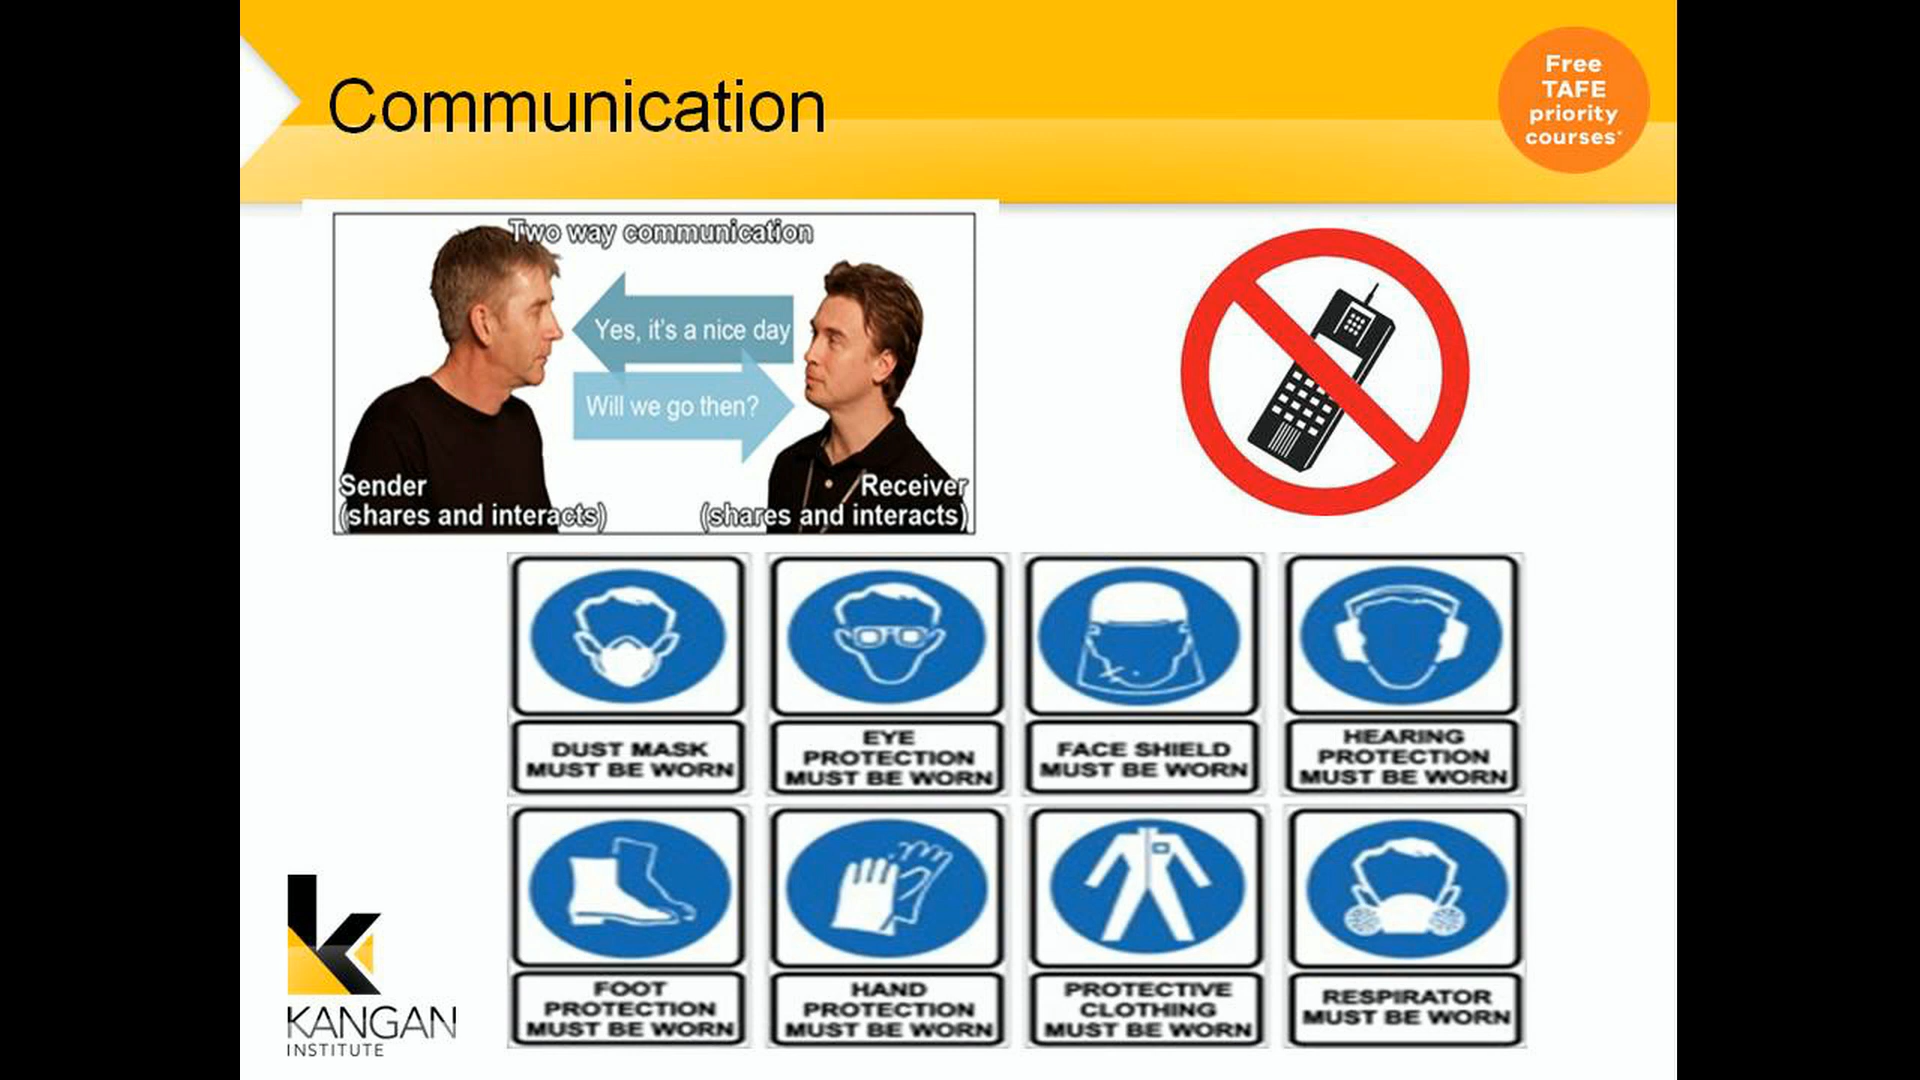 Communication
Free
TAFE
priority
courses*
Two way communication
Yes, it's a nice day
Will we go then?
Sender
(shares and interacts)
Receiver
(shares and interacts)
DUST MASK
MUST BE WORN
EYE
PROTECTION
MUST BE WORN
FACE SHIELD
MUST BE WORN
HEARING
PROTECTION
MUST BE WORN
FOOT
PROTECTION
MUST BE WORN
HAND
PROTECTION
MUST BE WORN
PROTECTIVE
CLOTHING
MUST BE WORN
RESPIRATOR
MUST BE WORN
KANGAN
INSTITUTE